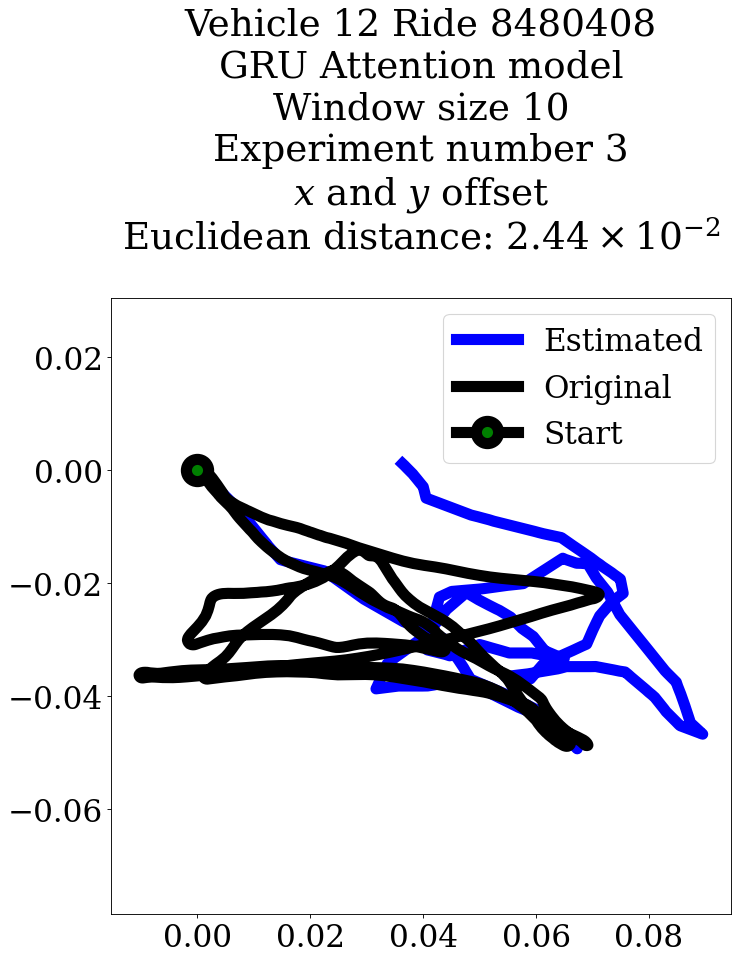 Vehicle 12 Ride 8480408
GRU Attention model
Window size 10
Experiment number 3
x and y offset
Euclidean distance: 2.44 × 10⁻²
Estimated
Original
Start
0.02
0.00
−0.02
−0.04
−0.06
0.00 0.02 0.04 0.06 0.08